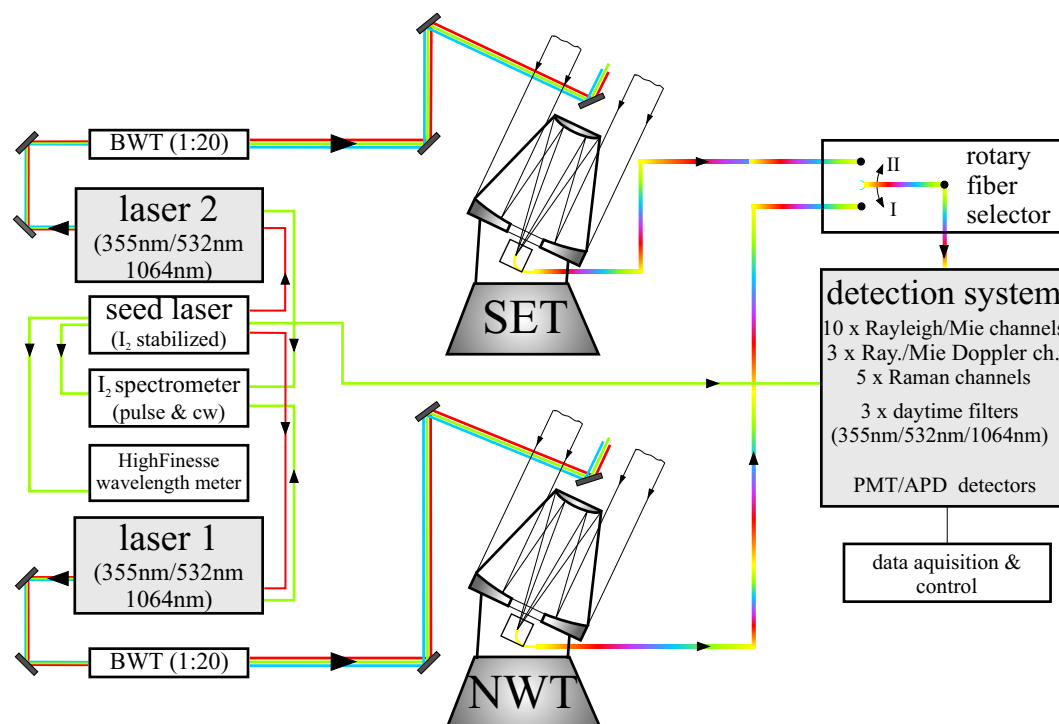 BWT (1:20)
laser 2
(355nm/532nm
1064nm)
seed laser
(I₂ stabilized)
I₂ spectrometer
(pulse & cw)
HighFinesse
wavelength meter
laser 1
(355nm/532nm
1064nm)
BWT (1:20)
SET
NWT
II
I
rotary
fiber
selector
detection system
10 x Rayleigh/Mie channels
3 x Ray./Mie Doppler ch.
5 x Raman channels
3 x daytime filters
(355nm/532nm/1064nm)
PMT/APD detectors
data aquisition &
control